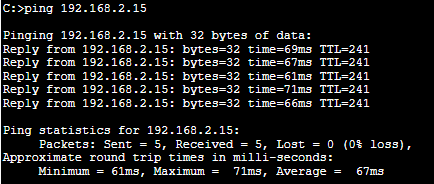 C:>ping 192.168.2.15
Pinging 192.168.2.15 with 32 bytes of data:
Reply from 192.168.2.15: bytes=32 time=69ms TTL=241
Reply from 192.168.2.15: bytes=32 time=67ms TTL=241
Reply from 192.168.2.15: bytes=32 time=61ms TTL=241
Reply from 192.168.2.15: bytes=32 time=71ms TTL=241
Reply from 192.168.2.15: bytes=32 time=66ms TTL=241
Ping statistics for 192.168.2.15:
Packets: Sent = 5, Received = 5, Lost = 0 (0% loss),
Approximate round trip times in milli-seconds:
Minimum = 61ms, Maximum =  71ms, Average =  67ms